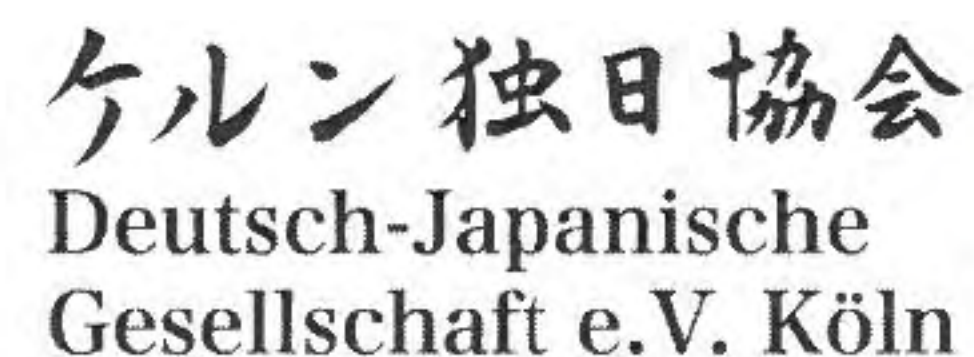 ケルン独日協会
Deutsch-Japanische
Gesellschaft e.V. Köln